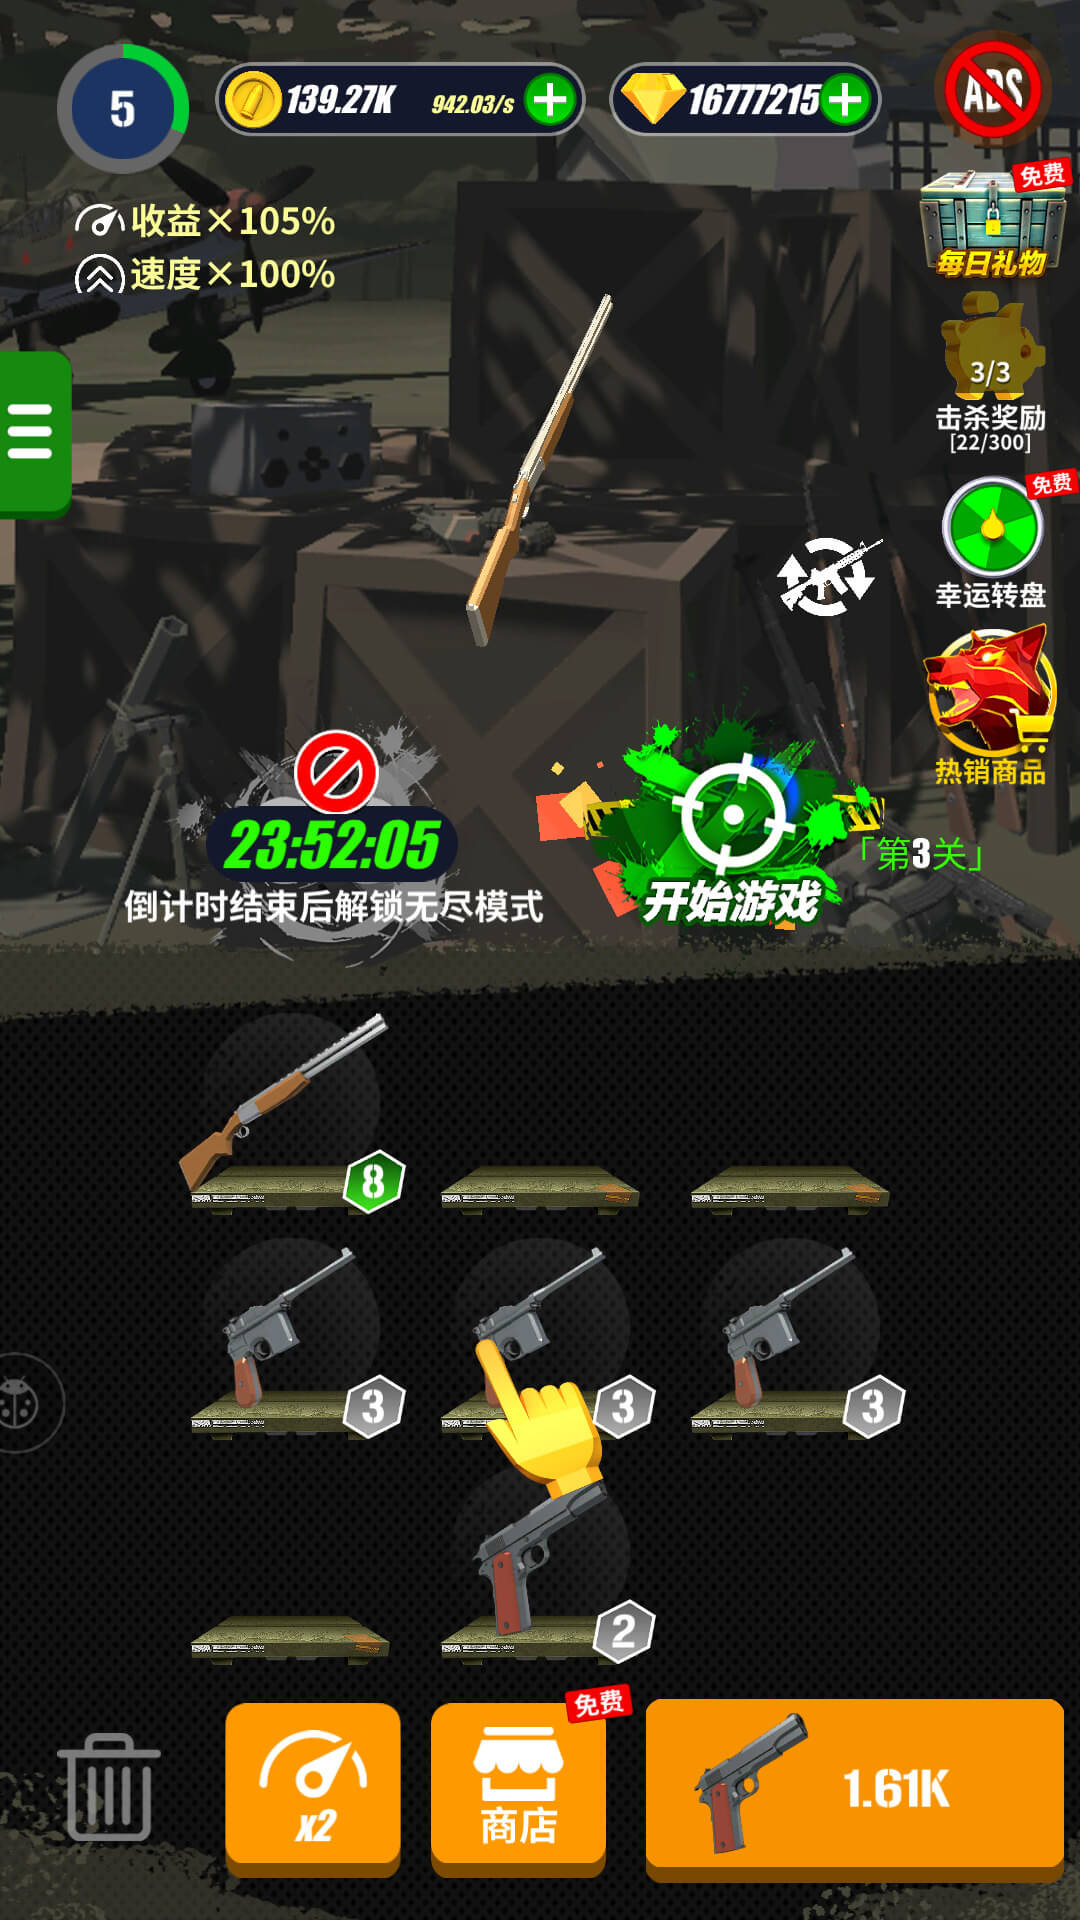 5
139.27K
942.03/s
16777215
ADS
收益×105%
速度×100%
免费
每日礼物
3/3
击杀奖励
[22/300]
免费
幸运转盘
热销商品
23:52:05
倒计时结束后解锁无尽模式
开始游戏
「第3关」
8
3
3
3
2
x2
免费
商店
1.61K